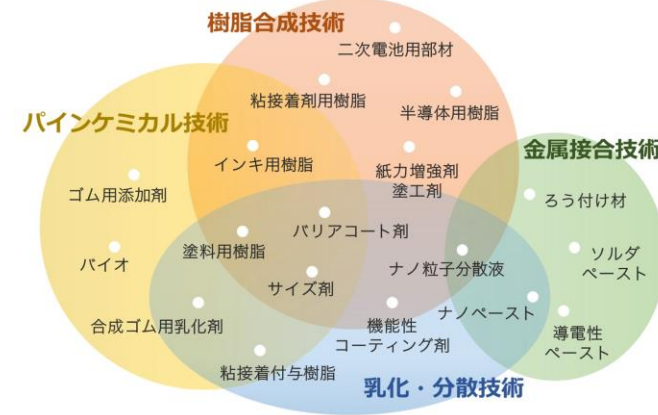 樹脂合成技術
二次電池用部材
粘接着剤用樹脂
半導体用樹脂
パインケミカル技術
インキ用樹脂
紙力増強剤
塗工剤
金属接合技術
ゴム用添加剤
ろう付け材
バリアコート剤
塗料用樹脂
バイオ
ナノ粒子分散液
ソルダ
ペースト
サイズ剤
ナノペースト
合成ゴム用乳化剤
機能性
コーティング剤
導電性
ペースト
粘接着付与樹脂
乳化・分散技術